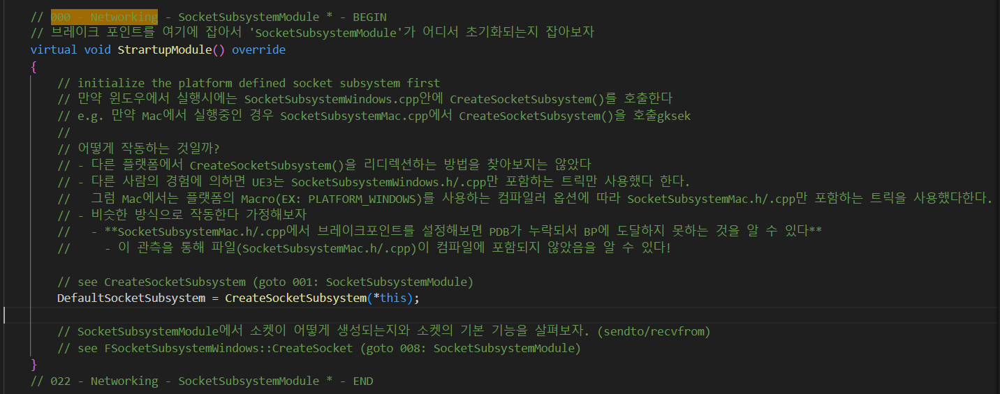 // 000 - Networking - SocketSubsystemModule * - BEGIN
// 브레이크 포인트를 여기에 잡아서 'SocketSubsystemModule'가 어디서 초기화되는지 잡아보자
virtual void StrartupModule() override
{
// initialize the platform defined socket subsystem first
// 만약 윈도우에서 실행시에는 SocketSubsystemWindows.cpp안에 CreateSocketSubsystem()를 호출한다
// e.g. 만약 Mac에서 실행중인 경우 SocketSubsystemMac.cpp에서 CreateSocketSubsystem()을 호출gksek
//
// 어떻게 작동하는 것일까?
// - 다른 플랫폼에서 CreateSocketSubsystem()을 리디렉션하는 방법을 찾아보지는 않았다
// - 다른 사람의 경험에 의하면 UE3는 SocketSubsystemWindows.h/.cpp만 포함하는 트릭만 사용했다 한다.
//   그럼 Mac에서는 플랫폼의 Macro(EX: PLATFORM_WINDOWS)를 사용하는 컴파일러 옵션에 따라 SocketSubsystemMac.h/.cpp만 포함하는 트릭을 사용했다한다.
// - 비슷한 방식으로 작동한다 가정해보자
//   - **SocketSubsystemMac.h/.cpp에서 브레이크포인트를 설정해보면 PDB가 누락되서 BP에 도달하지 못하는 것을 알 수 있다**
//     - 이 관측을 통해 파일(SocketSubsystemMac.h/.cpp)이 컴파일에 포함되지 않았음을 알 수 있다!
// see CreateSocketSubsystem (goto 001: SocketSubsystemModule)
DefaultSocketSubsystem = CreateSocketSubsystem(*this);
// SocketSubsystemModule에서 소켓이 어떻게 생성되는지와 소켓의 기본 기능을 살펴보자. (sendto/recvfrom)
// see FSocketSubsystemWindows::CreateSocket (goto 008: SocketSubsystemModule)
}
// 022 - Networking - SocketSubsystemModule * - END